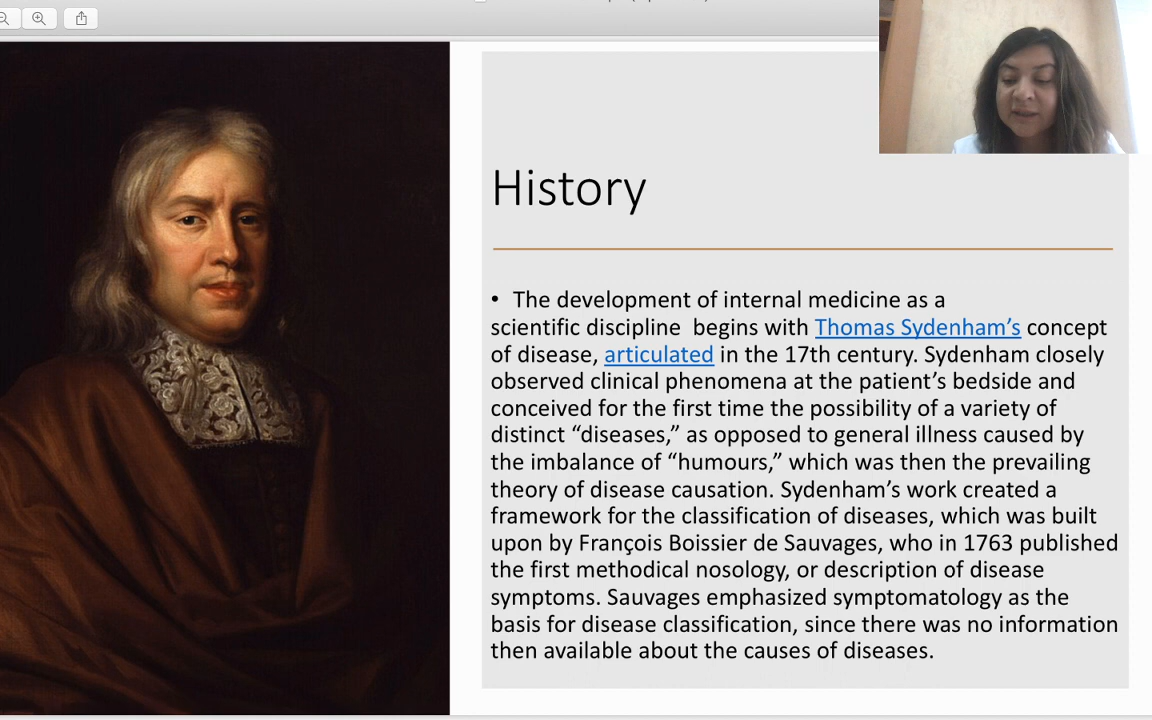 History
• The development of internal medicine as a
scientific discipline  begins with Thomas Sydenham’s concept
of disease, articulated in the 17th century. Sydenham closely
observed clinical phenomena at the patient’s bedside and
conceived for the first time the possibility of a variety of
distinct “diseases,” as opposed to general illness caused by
the imbalance of “humours,” which was then the prevailing
theory of disease causation. Sydenham’s work created a
framework for the classification of diseases, which was built
upon by François Boissier de Sauvages, who in 1763 published
the first methodical nosology, or description of disease
symptoms. Sauvages emphasized symptomatology as the
basis for disease classification, since there was no information
then available about the causes of diseases.